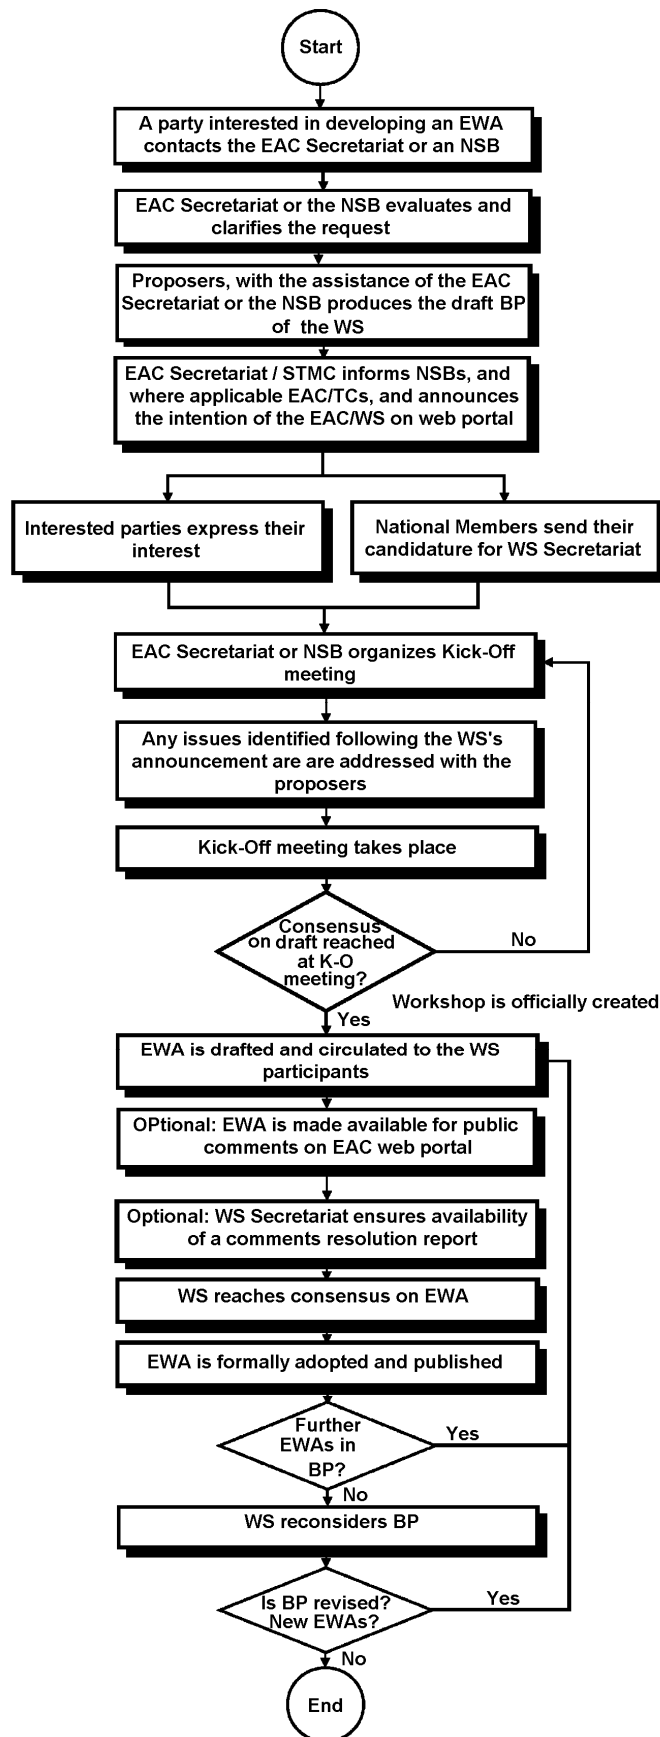 Start
A party interested in developing an EWA
contacts the EAC Secretariat or an NSB
EAC Secretariat or the NSB evaluates and
clarifies the request
Proposers, with the assistance of the EAC
Secretariat or the NSB produces the draft BP
of the WS
EAC Secretariat / STMC informs NSBs, and
where applicable EAC/TCs, and announces
the intention of the EAC/WS on web portal
Interested parties express their
interest
National Members send their
candidature for WS Secretariat
EAC Secretariat or NSB organizes Kick-Off
meeting
Any issues identified following the WS's
announcement are are addressed with the
proposers
Kick-Off meeting takes place
Consensus
on draft reached
at K-O
meeting?
No
Workshop is officially created
Yes
EWA is drafted and circulated to the WS
participants
OPtional: EWA is made available for public
comments on EAC web portal
Optional: WS Secretariat ensures availability
of a comments resolution report
WS reaches consensus on EWA
EWA is formally adopted and published
Further
EWAs in
BP?
Yes
No
WS reconsiders BP
Is BP revised?
New EWAs?
Yes
No
End